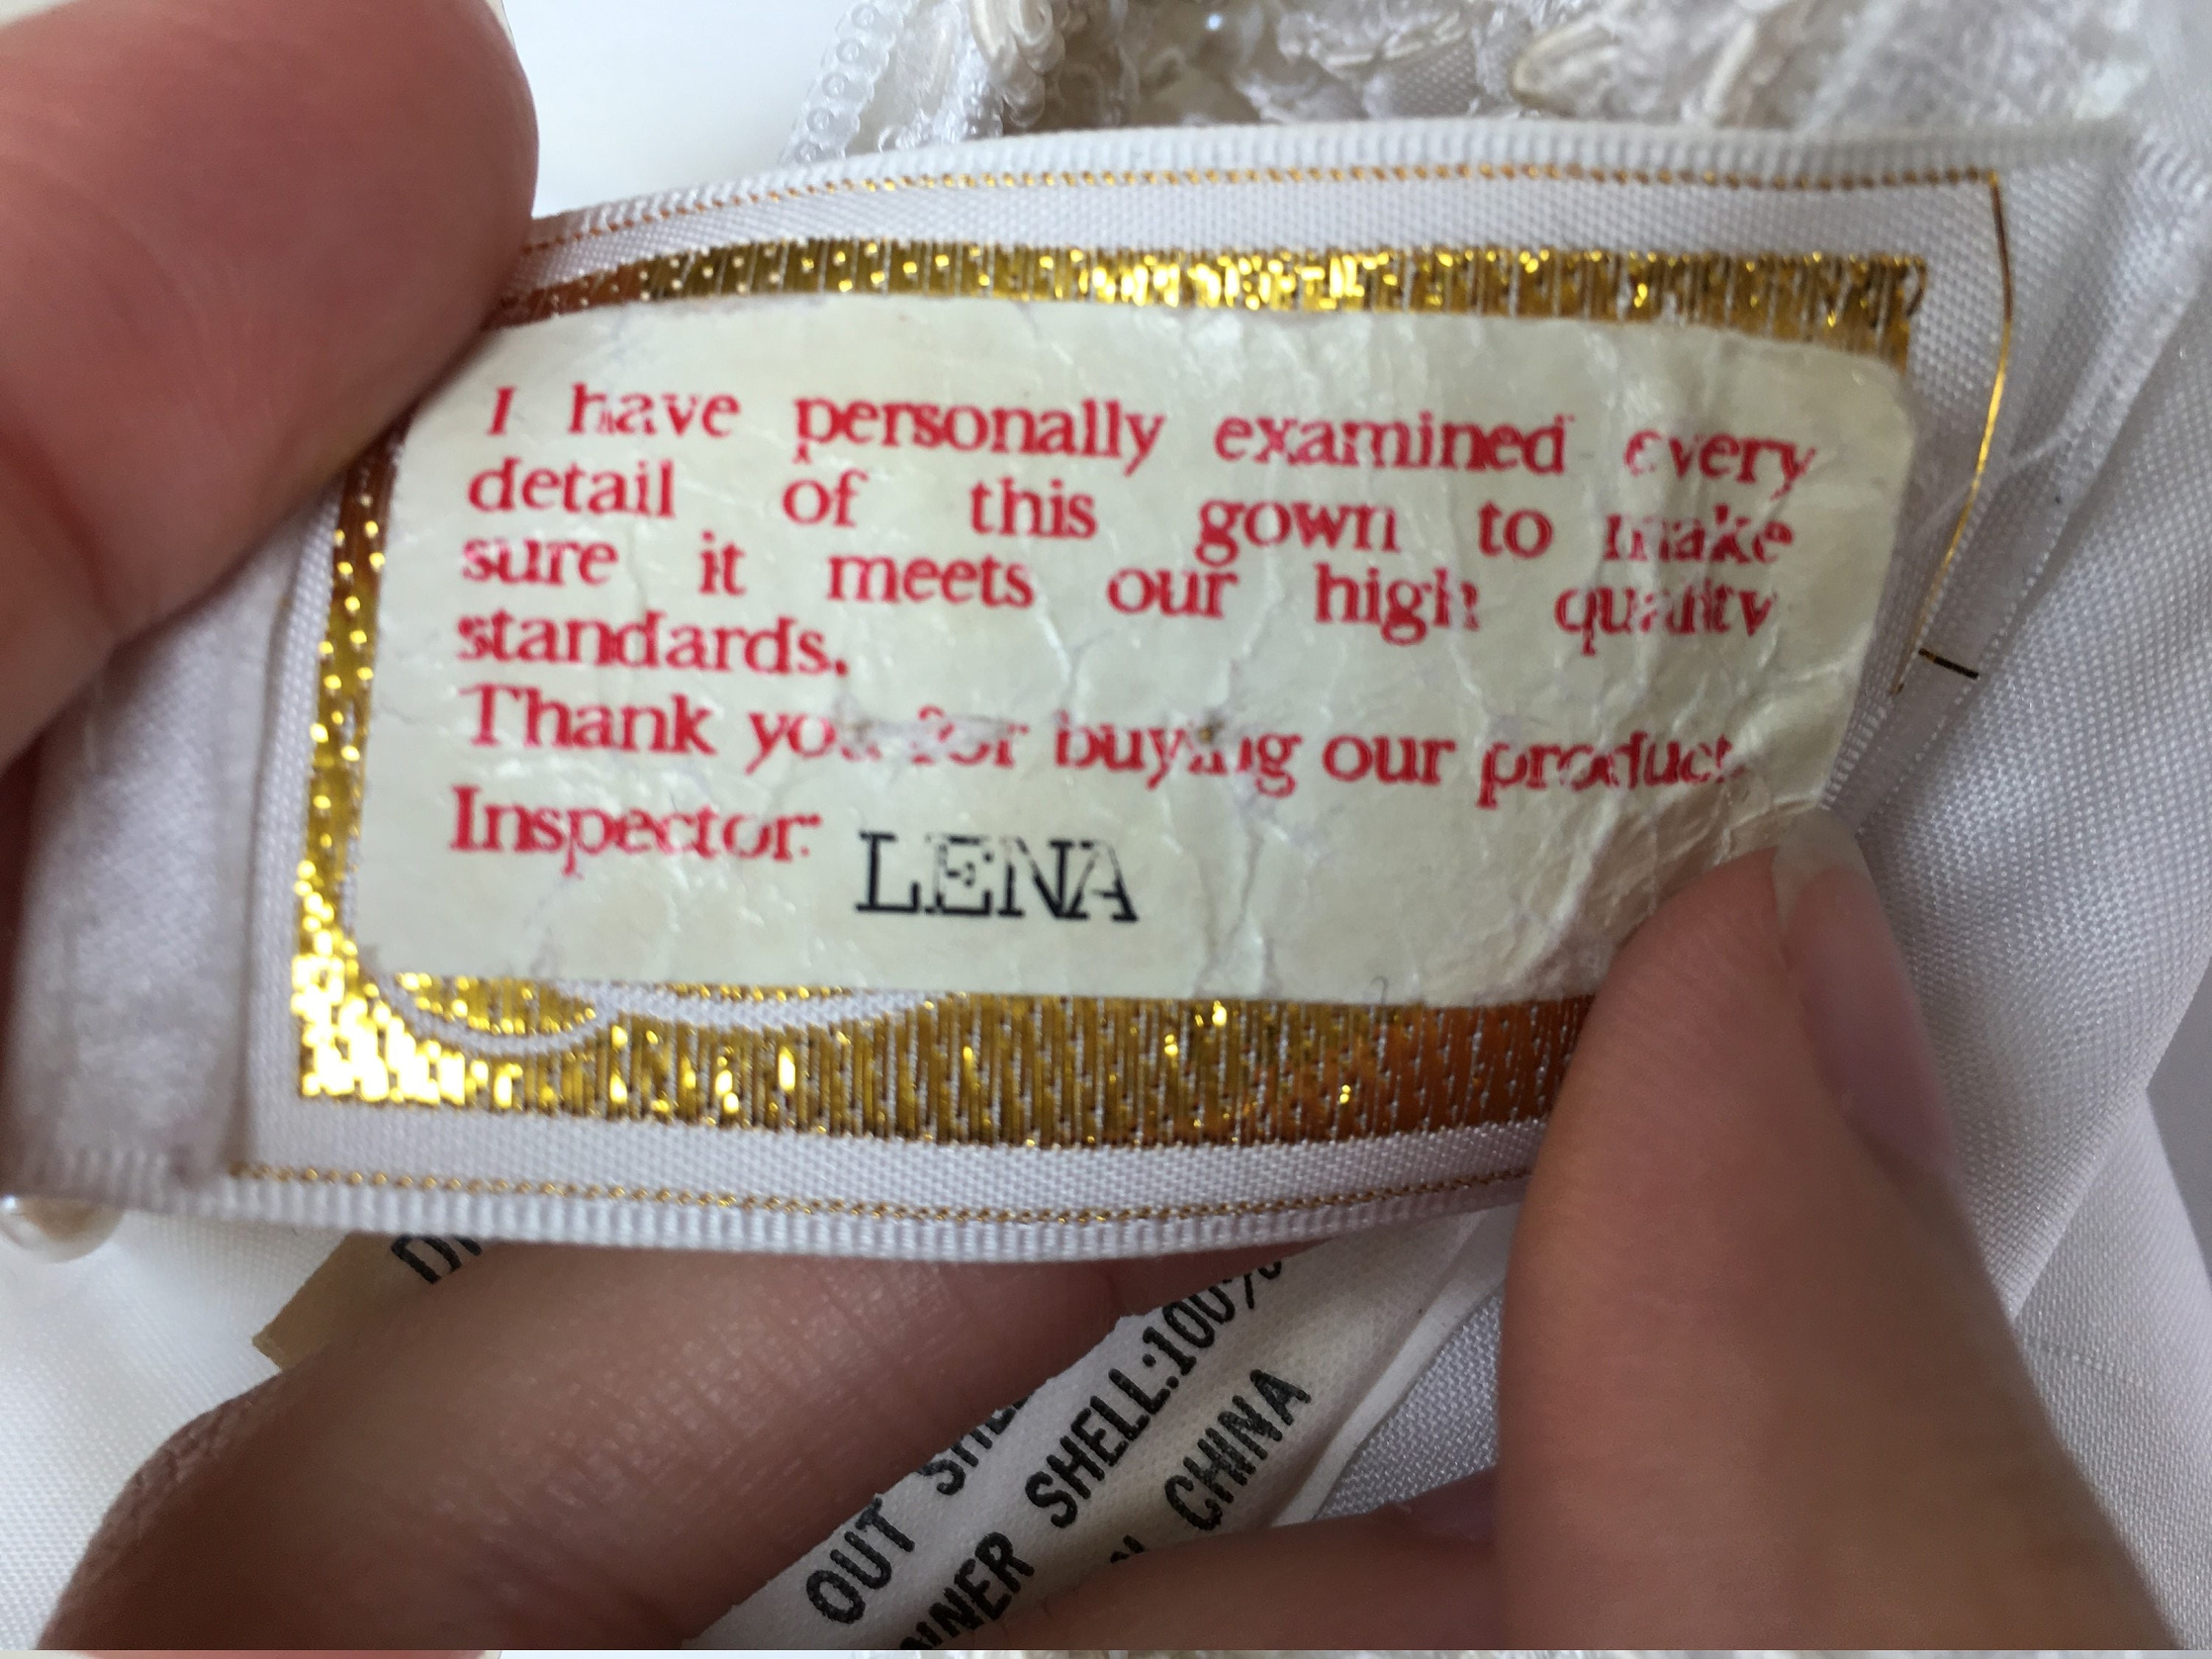 I have personally examined every
detail of this gown to make
sure it meets our high quality
standards.
Thank you for buying our product
Inspector: LENA
OUT
INNER SHELL:100%
CHINA